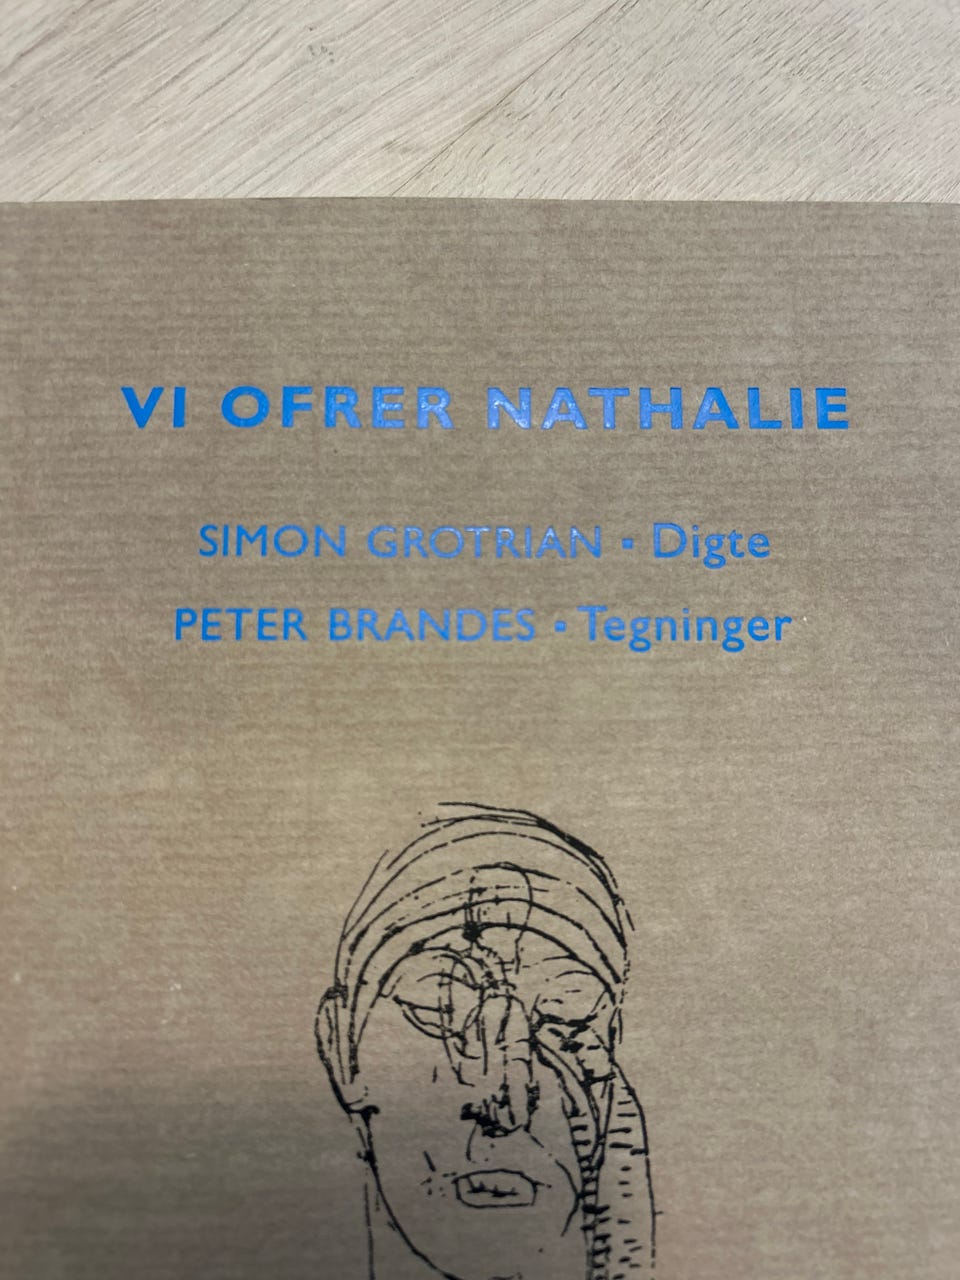 VI OFRER NATHALIE
SIMON GROTRIAN ▪ Digte
PETER BRANDES ▪ Tegninger